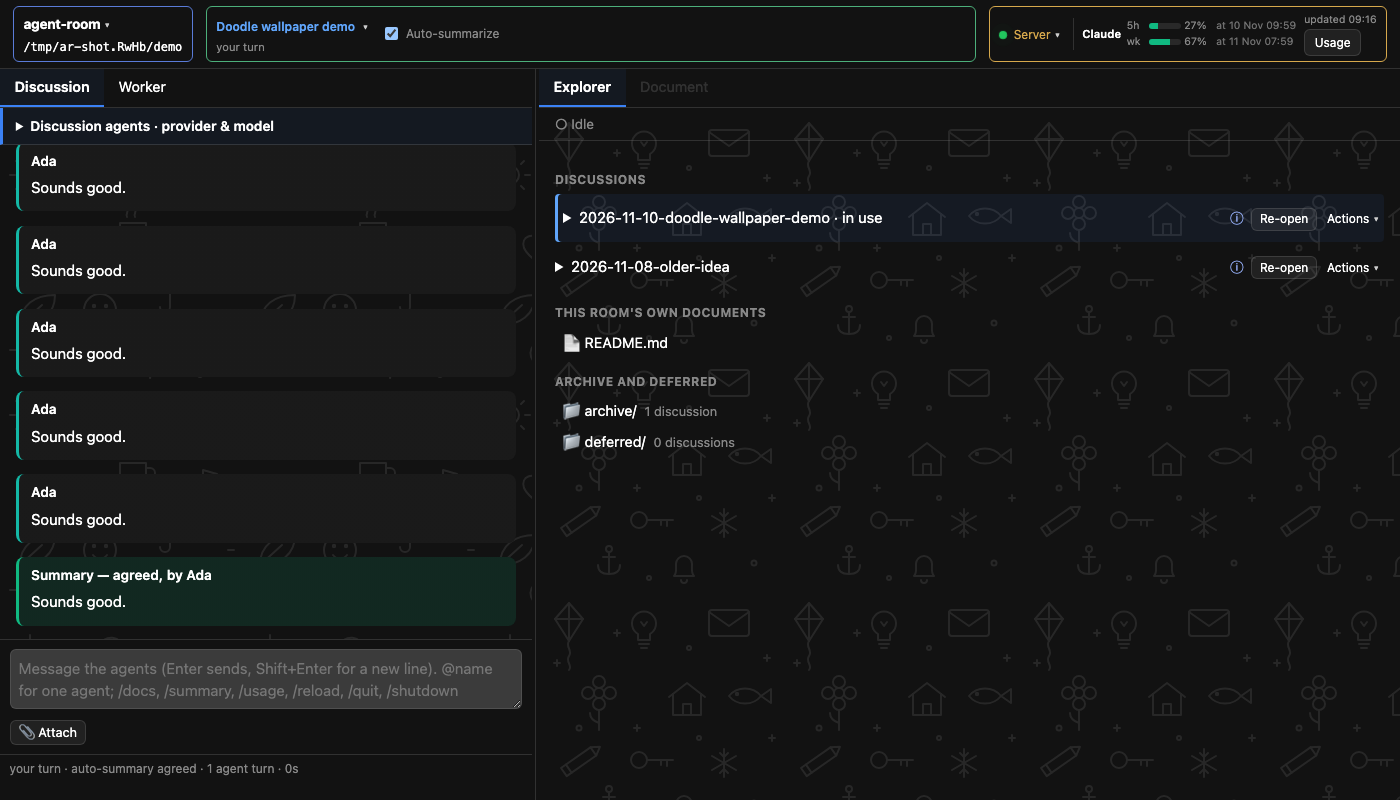 agent-room ▾
/tmp/ar-shot.RwHb/demo
Doodle wallpaper demo ▾
your turn
Auto-summarize
Server ▾
Claude
5h 27% at 10 Nov 09:59
wk 67% at 11 Nov 07:59
updated 09:16
Usage
Discussion Worker
Discussion agents · provider & model
Ada
Sounds good.
Ada
Sounds good.
Ada
Sounds good.
Ada
Sounds good.
Ada
Sounds good.
Summary — agreed, by Ada
Sounds good.
Message the agents (Enter sends, Shift+Enter for a new line). @name
for one agent; /docs, /summary, /usage, /reload, /quit, /shutdown
Attach
your turn · auto-summary agreed · 1 agent turn · 0s
Explorer Document
Idle
DISCUSSIONS
2026-11-10-doodle-wallpaper-demo · in use ⓘ Re-open Actions ▾
2026-11-08-older-idea ⓘ Re-open Actions ▾
THIS ROOM'S OWN DOCUMENTS
README.md
ARCHIVE AND DEFERRED
archive/ 1 discussion
deferred/ 0 discussions